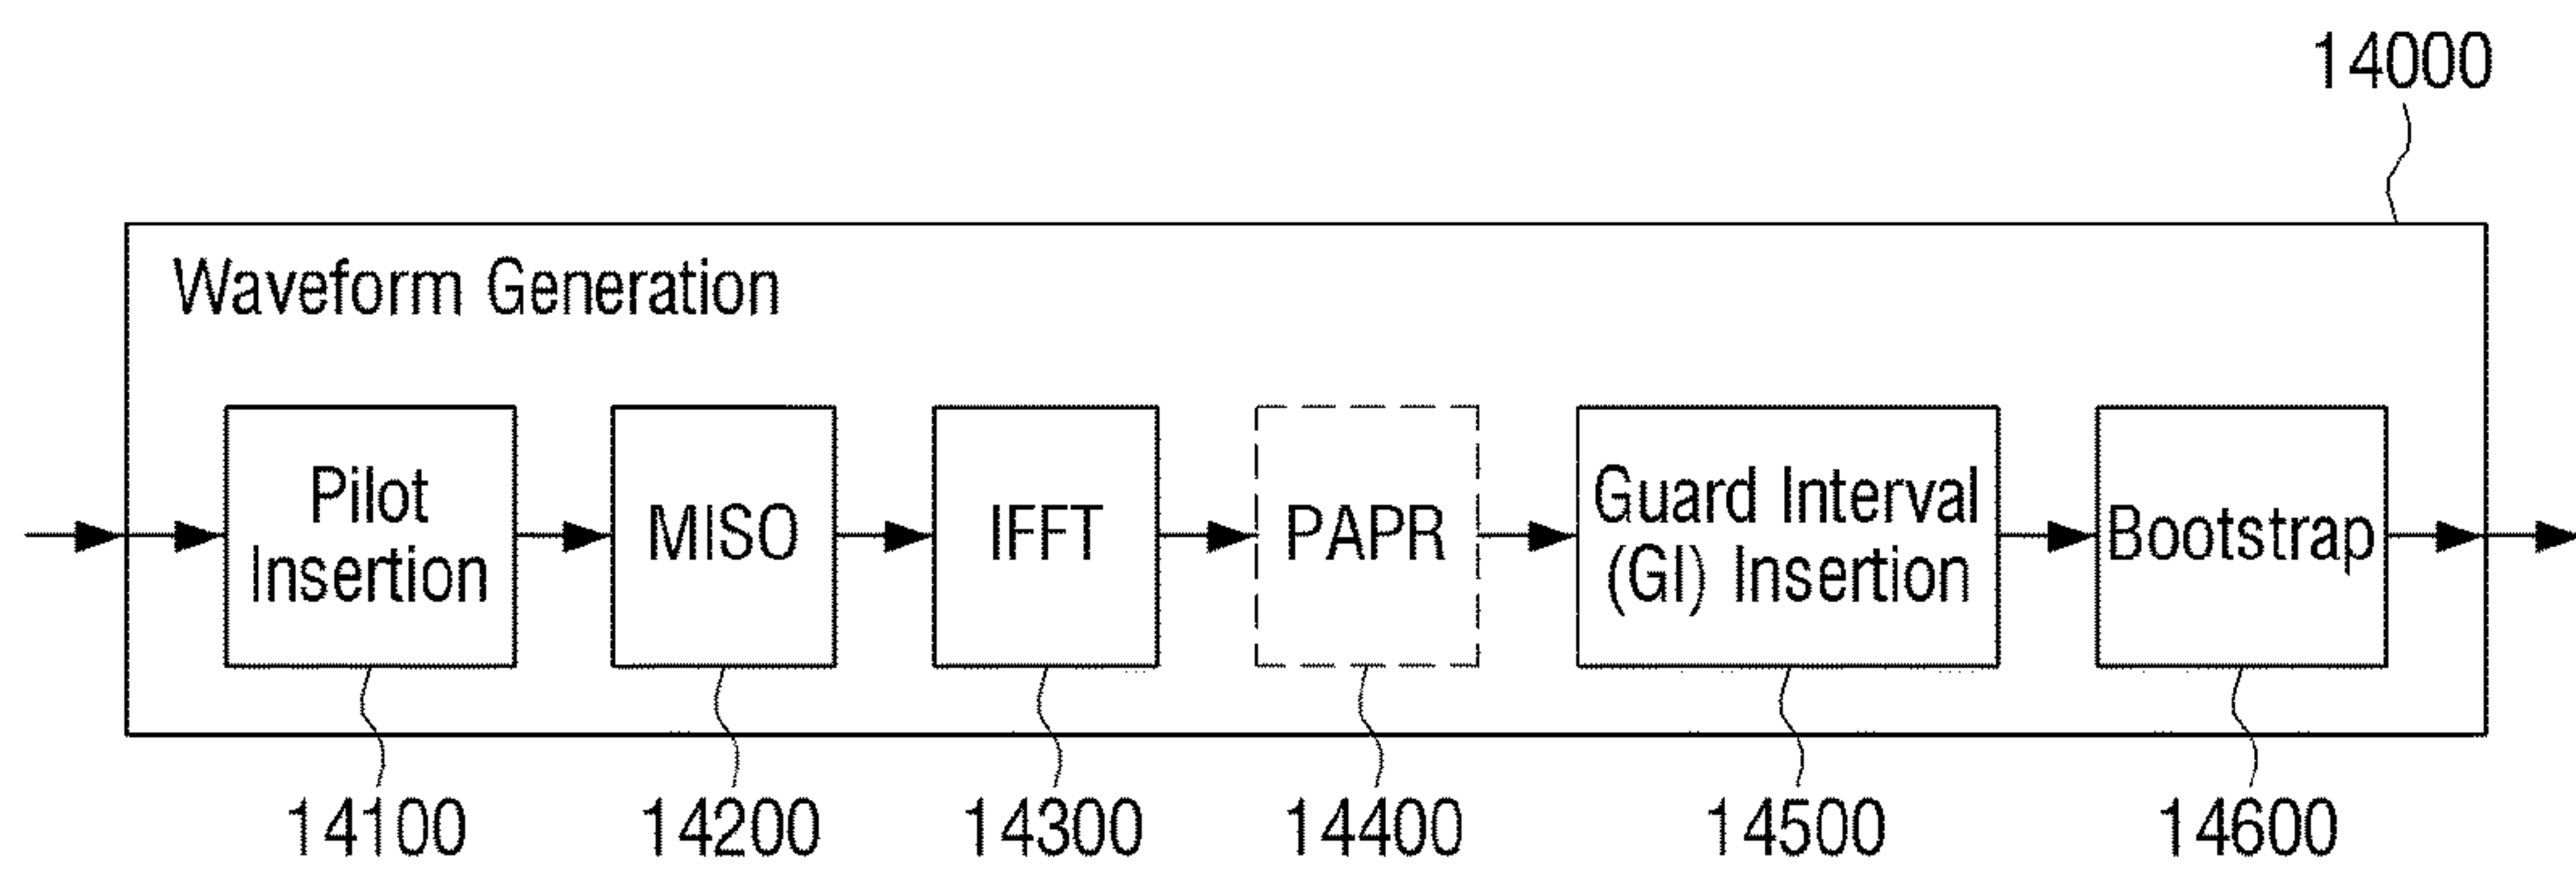 14000
Waveform Generation
Pilot
Insertion
MISO
IFFT
PAPR
Guard Interval
(GI) Insertion
Bootstrap
14100
14200
14300
14400
14500
14600